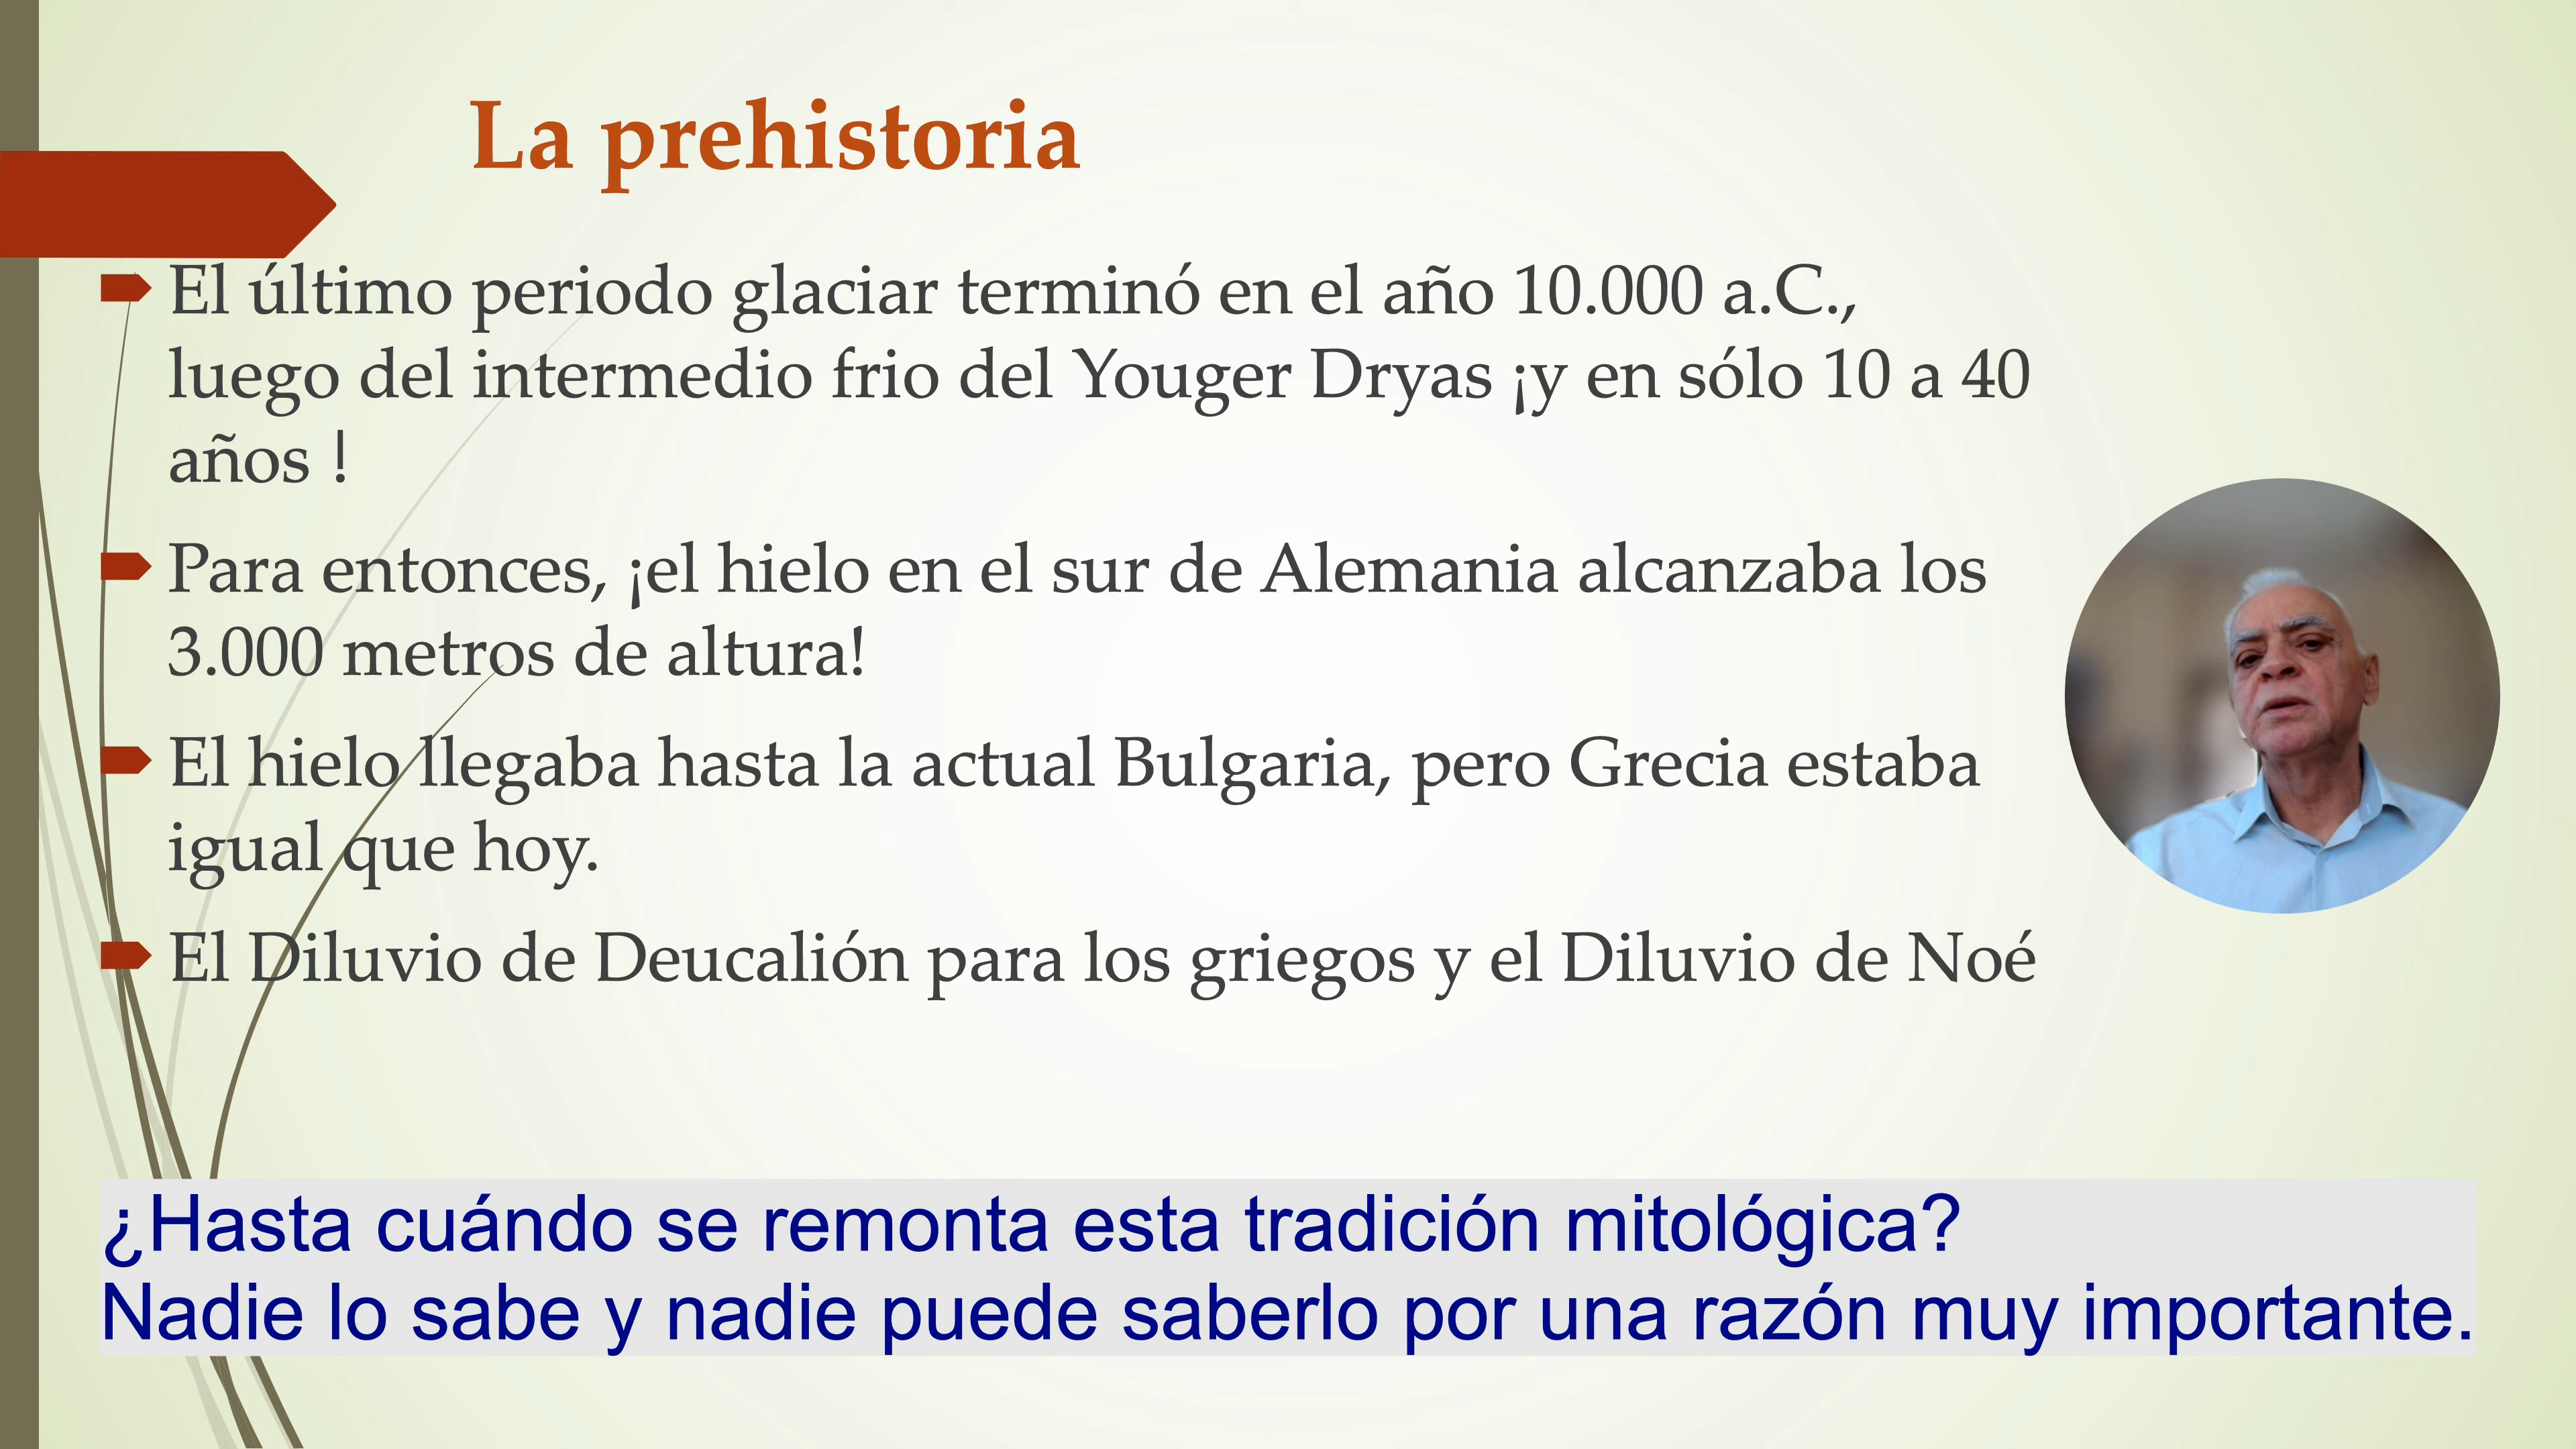 La prehistoria
El último periodo glaciar terminó en el año 10.000 a.C.,
luego del intermedio frio del Youger Dryas ¡y en sólo 10 a 40
años !
Para entonces, ¡el hielo en el sur de Alemania alcanzaba los
3.000 metros de altura!
El hielo llegaba hasta la actual Bulgaria, pero Grecia estaba
igual que hoy.
El Diluvio de Deucalión para los griegos y el Diluvio de Noé
¿Hasta cuándo se remonta esta tradición mitológica?
Nadie lo sabe y nadie puede saberlo por una razón muy importante.